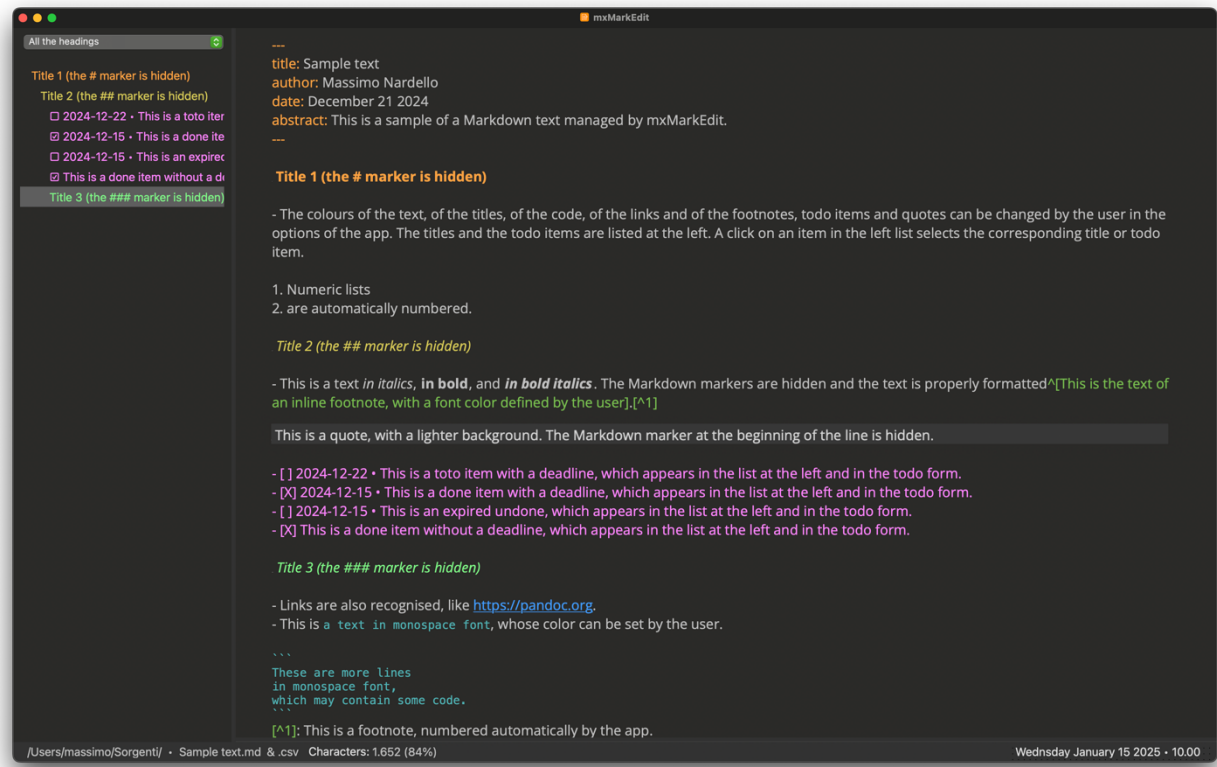 mxMarkEdit
All the headings
Title 1 (the # marker is hidden)
Title 2 (the ## marker is hidden)
☐ 2024-12-22 • This is a toto iter
☑ 2024-12-15 • This is a done ite
☐ 2024-12-15 • This is an expirec
☑ This is a done item without a de
Title 3 (the ### marker is hidden)
---
title: Sample text
author: Massimo Nardello
date: December 21 2024
abstract: This is a sample of a Markdown text managed by mxMarkEdit.
---
Title 1 (the # marker is hidden)
- The colours of the text, of the titles, of the code, of the links and of the footnotes, todo items and quotes can be changed by the user in the
options of the app. The titles and the todo items are listed at the left. A click on an item in the left list selects the corresponding title or todo
item.
1. Numeric lists
2. are automatically numbered.
Title 2 (the ## marker is hidden)
- This is a text in italics, in bold, and in bold italics. The Markdown markers are hidden and the text is properly formatted^[This is the text of
an inline footnote, with a font color defined by the user].[^1]
This is a quote, with a lighter background. The Markdown marker at the beginning of the line is hidden.
- [ ] 2024-12-22 • This is a toto item with a deadline, which appears in the list at the left and in the todo form.
- [X] 2024-12-15 • This is a done item with a deadline, which appears in the list at the left and in the todo form.
- [ ] 2024-12-15 • This is an expired undone, which appears in the list at the left and in the todo form.
- [X] This is a done item without a deadline, which appears in the list at the left and in the todo form.
Title 3 (the ### marker is hidden)
- Links are also recognised, like https://pandoc.org.
- This is a text in monospace font, whose color can be set by the user.
```
These are more lines
in monospace font,
which may contain some code.
```
[^1]: This is a footnote, numbered automatically by the app.
/Users/massimo/Sorgenti/ • Sample text.md & .csv Characters: 1.652 (84%)
Wednsday January 15 2025 • 10.00